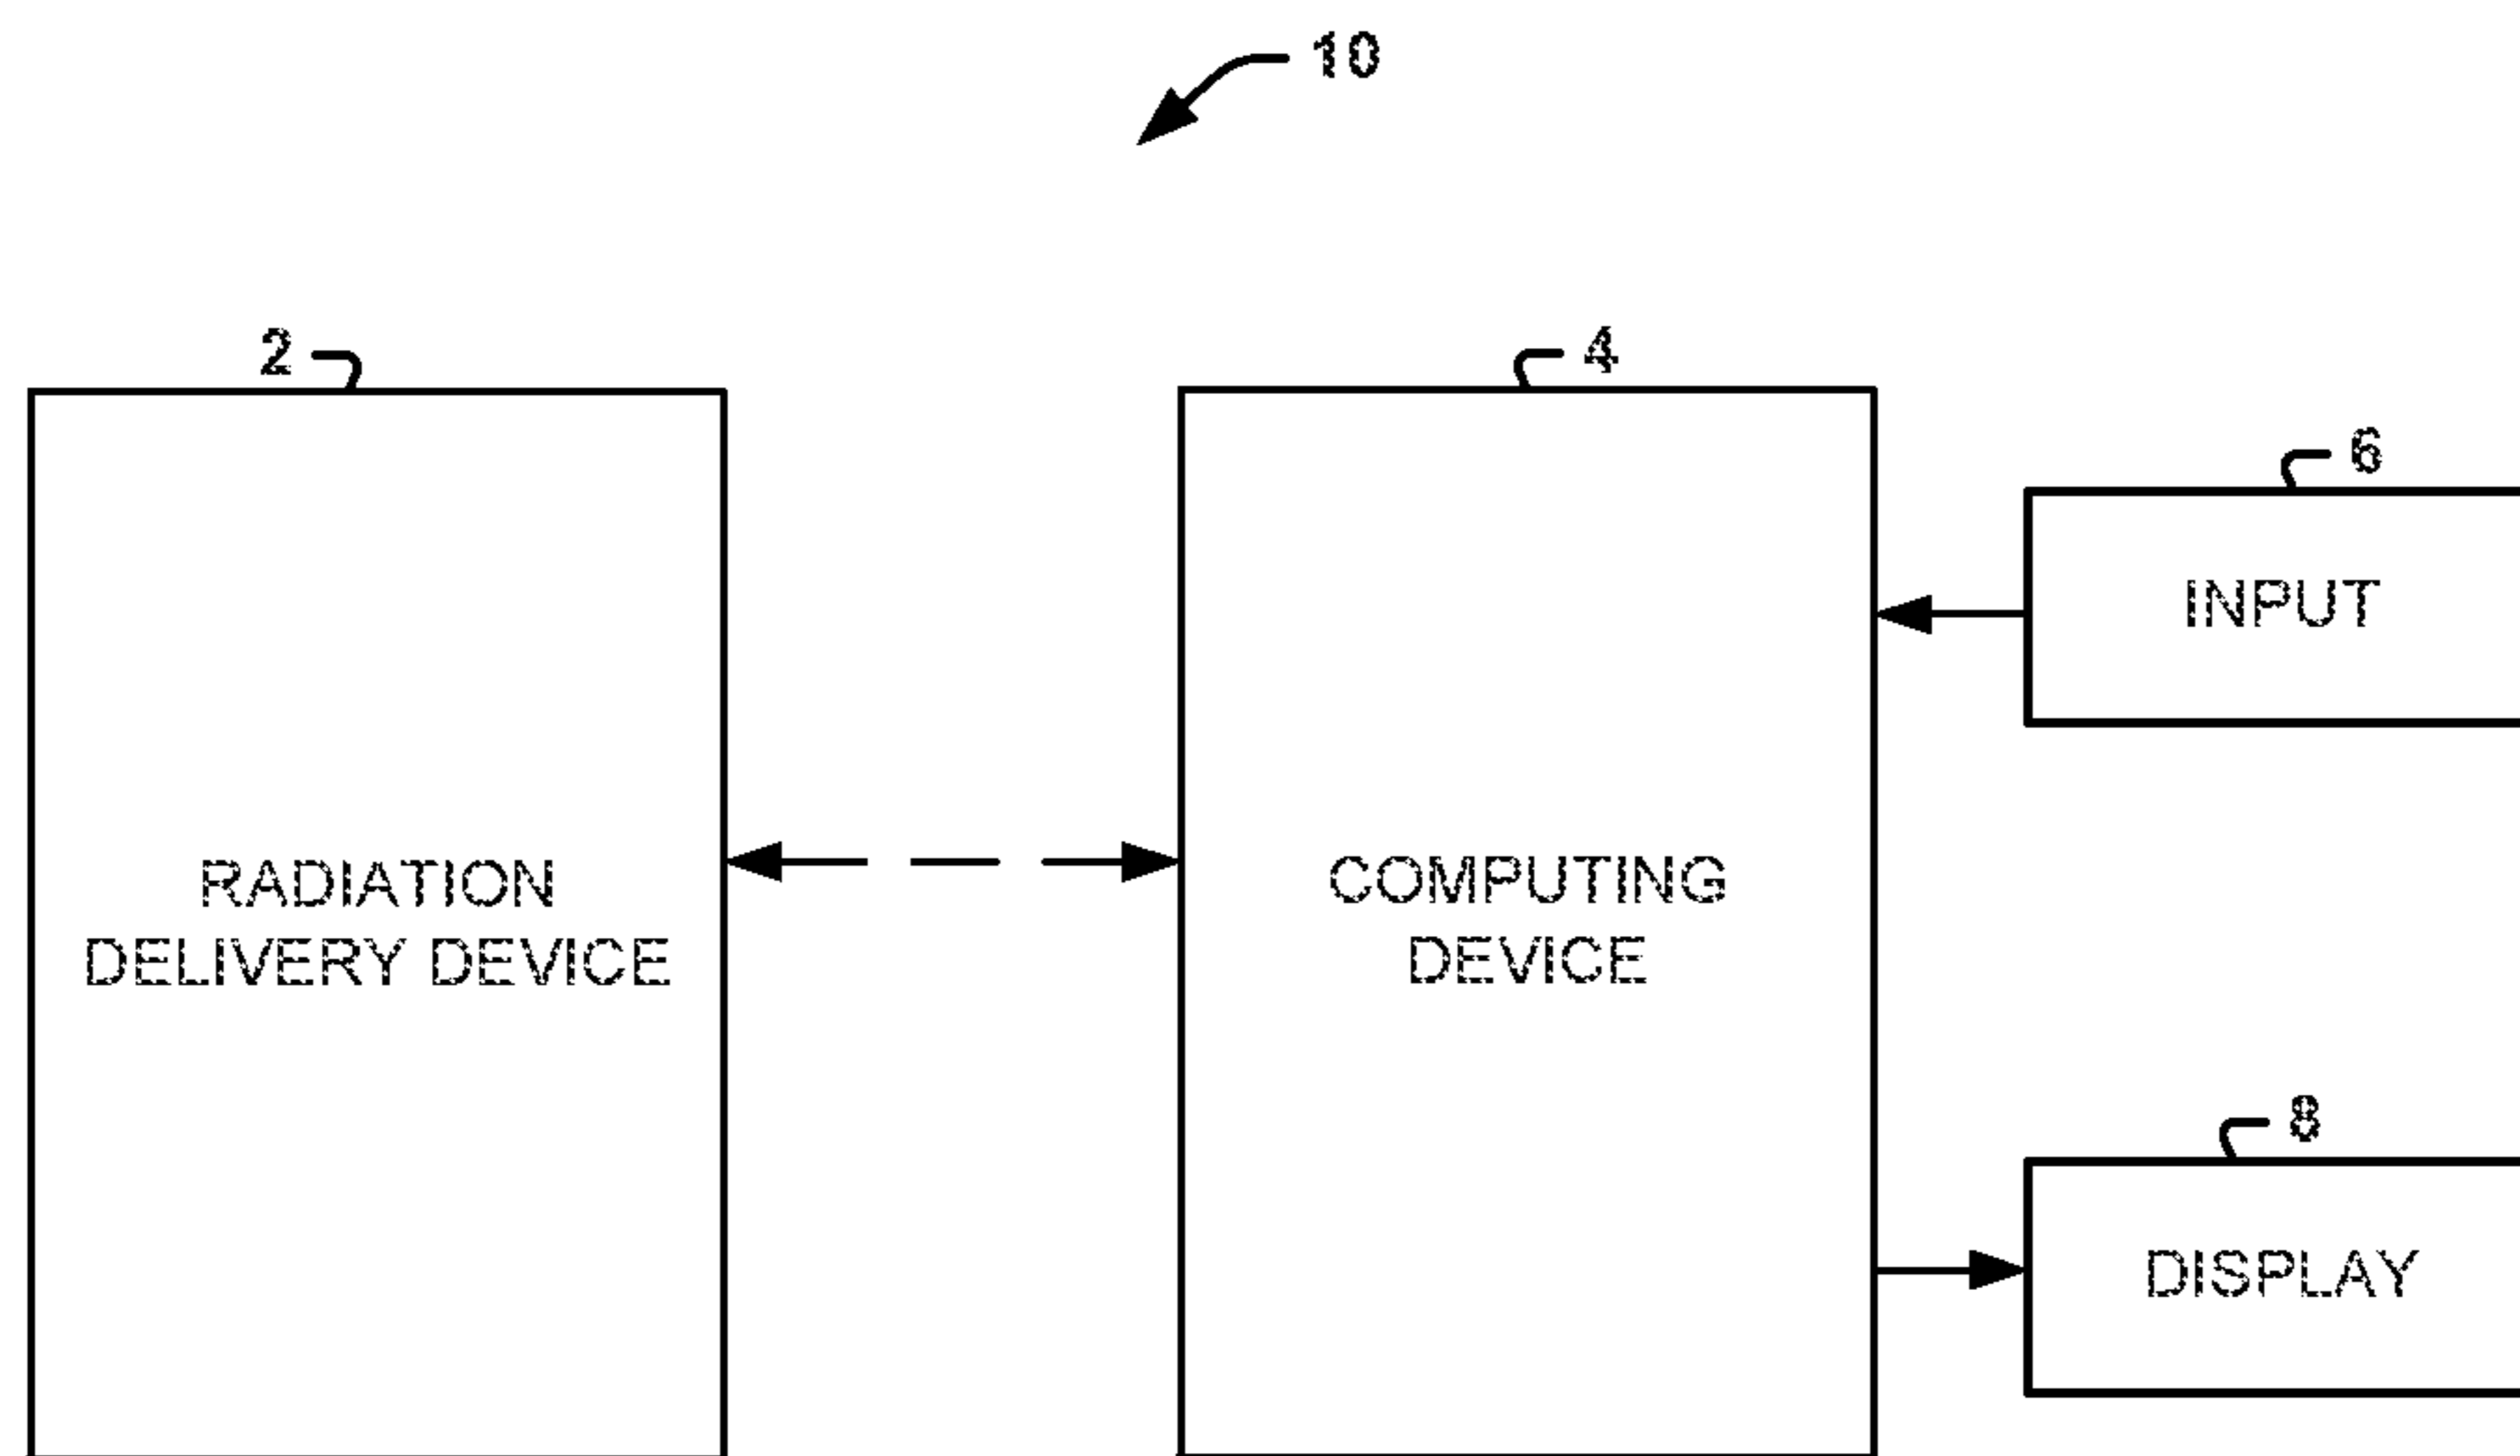 10
2
4
6
INPUT
RADIATION
DELIVERY DEVICE
COMPUTING
DEVICE
8
DISPLAY